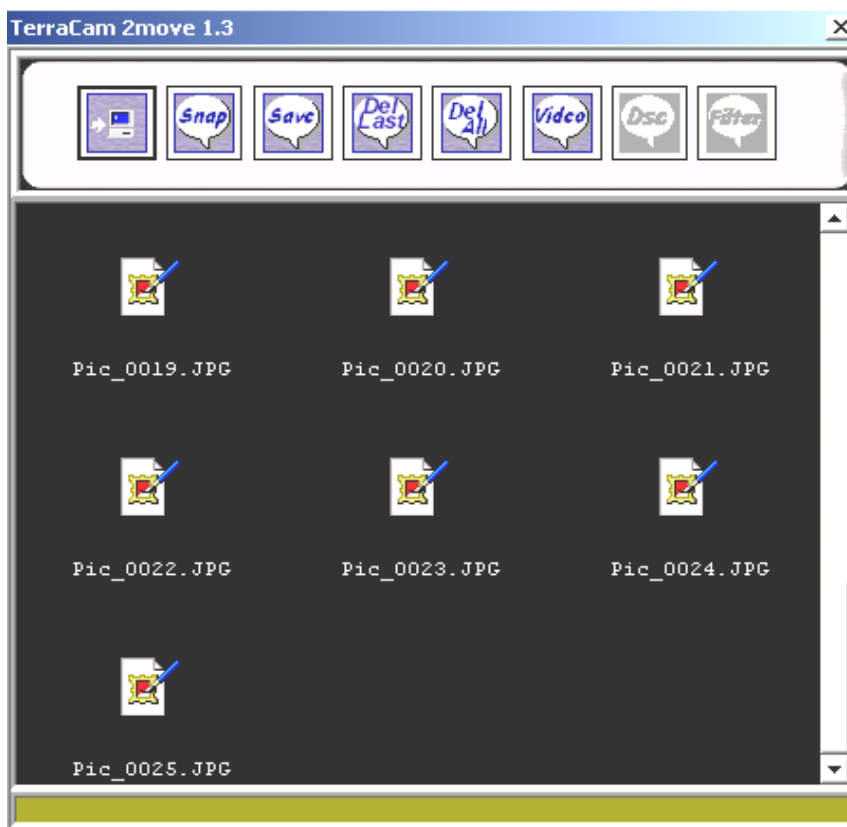 TerraCam 2move 1.3
Snap Save Del Last Del All Video Dsc Filter
Pic_0019.JPG Pic_0020.JPG Pic_0021.JPG
Pic_0022.JPG Pic_0023.JPG Pic_0024.JPG
Pic_0025.JPG